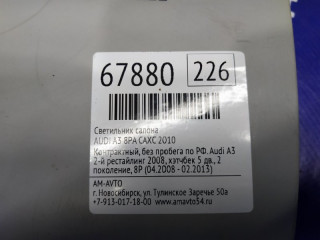 67880 226
Светильник салона
AUDI A3 8PA CAXC 2010
Контрактный, без пробега по РФ. Audi A3
2-й рестайлинг 2008, хэтчбек 5 дв., 2
поколение, 8P (04.2008 - 02.2013)
АМ-АВТО
г. Новосибирск, ул. Тулинское Заречье 50а
+7-913-017-18-00 www.amavto54.ru